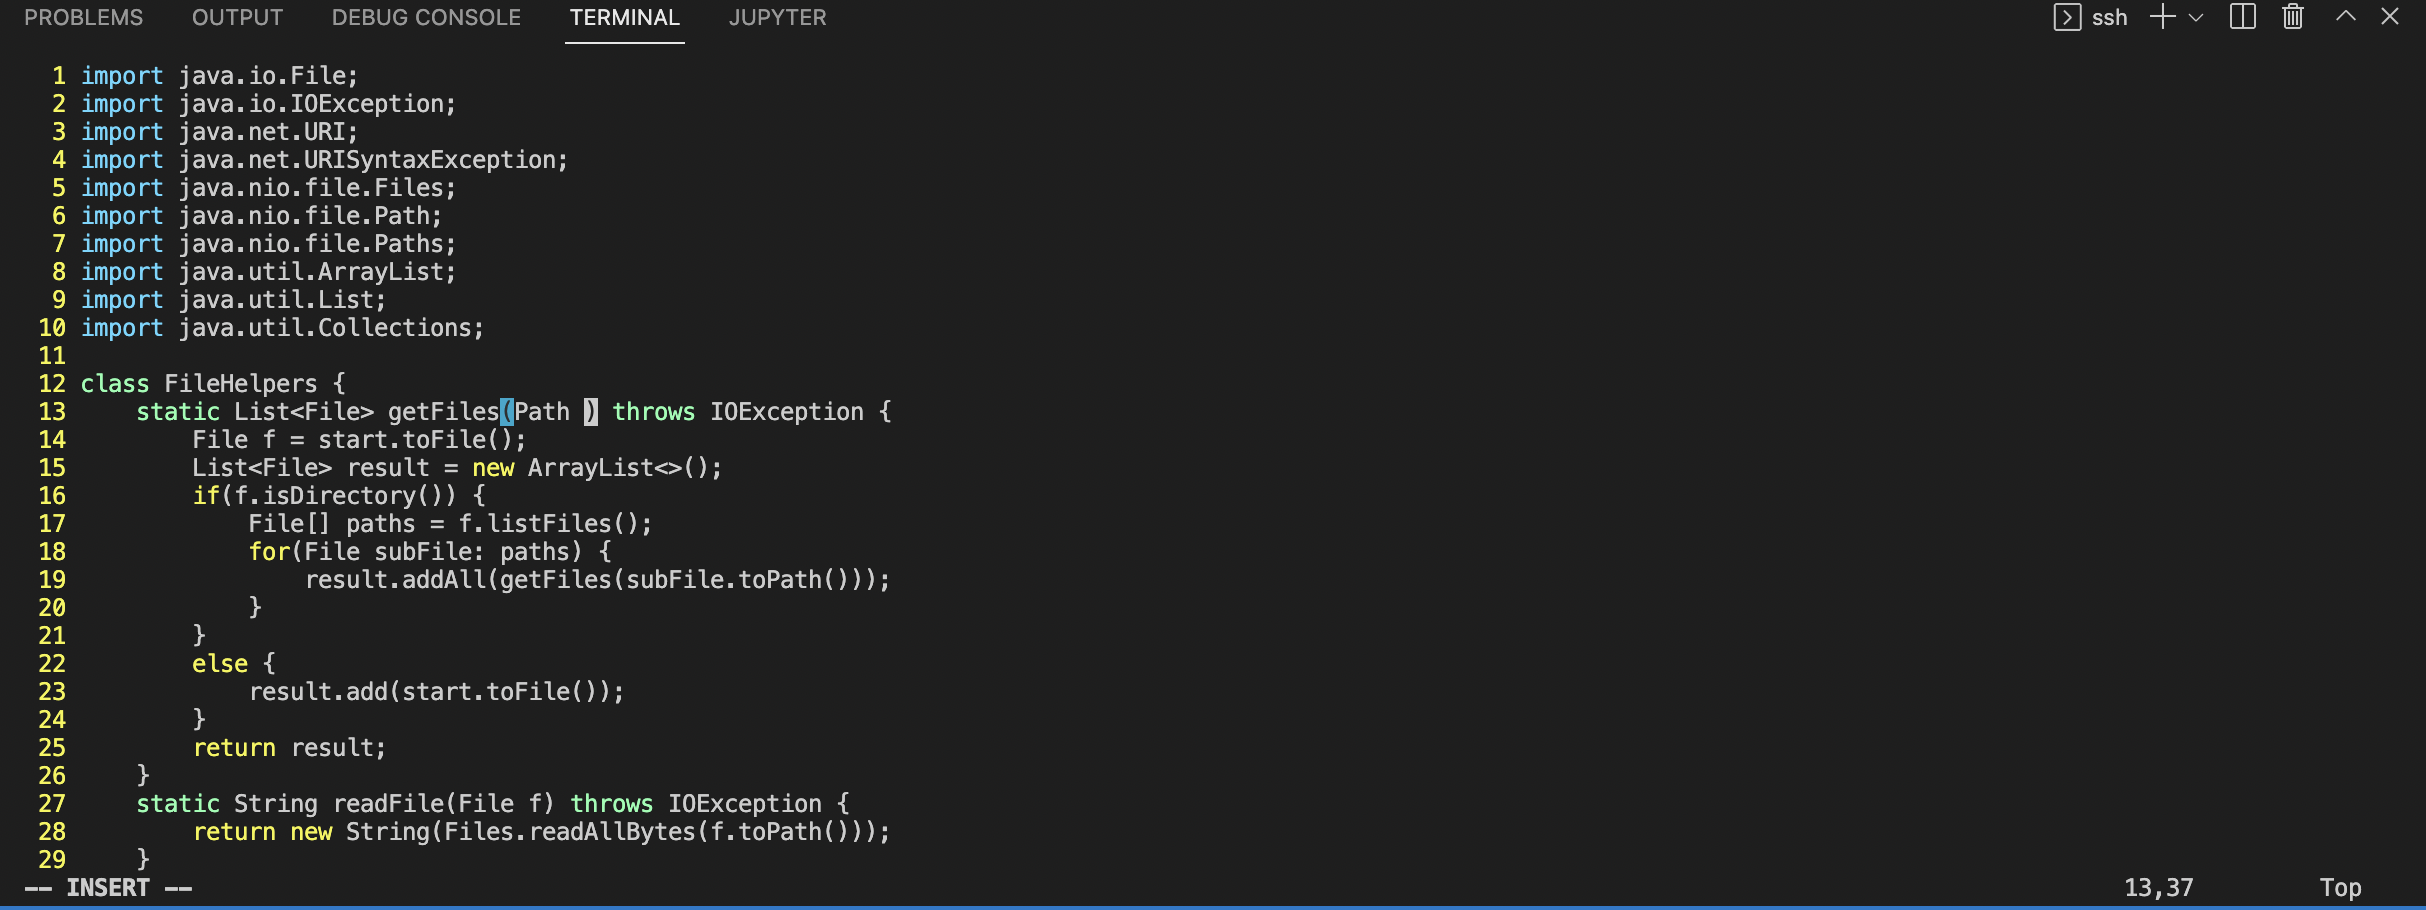 PROBLEMS OUTPUT DEBUG CONSOLE TERMINAL JUPYTER ssh
1 import java.io.File;
2 import java.io.IOException;
3 import java.net.URI;
4 import java.net.URISyntaxException;
5 import java.nio.file.Files;
6 import java.nio.file.Path;
7 import java.nio.file.Paths;
8 import java.util.ArrayList;
9 import java.util.List;
10 import java.util.Collections;
11
12 class FileHelpers {
13     static List<File> getFiles(Path ) throws IOException {
14         File f = start.toFile();
15         List<File> result = new ArrayList<>();
16         if(f.isDirectory()) {
17             File[] paths = f.listFiles();
18             for(File subFile: paths) {
19                 result.addAll(getFiles(subFile.toPath()));
20             }
21         }
22         else {
23             result.add(start.toFile());
24         }
25         return result;
26     }
27     static String readFile(File f) throws IOException {
28         return new String(Files.readAllBytes(f.toPath()));
29     }
-- INSERT -- 13,37 Top